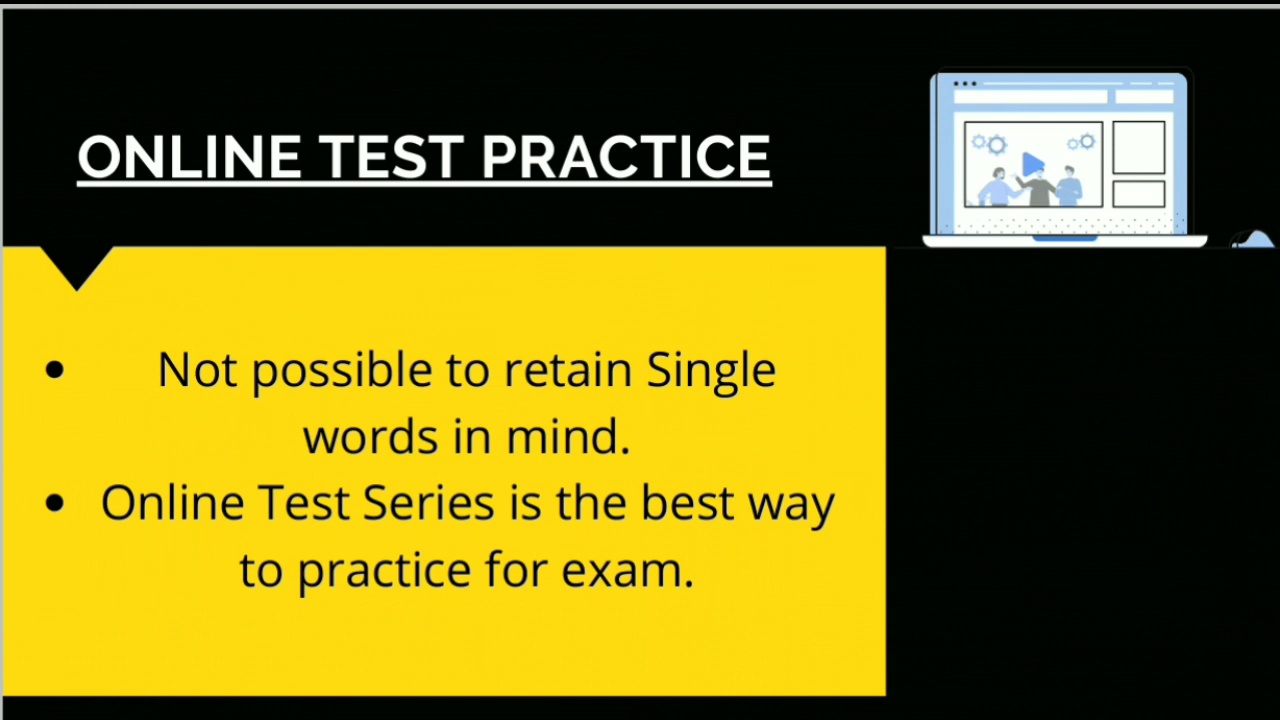 ONLINE TEST PRACTICE
• Not possible to retain Single
words in mind.
• Online Test Series is the best way
to practice for exam.